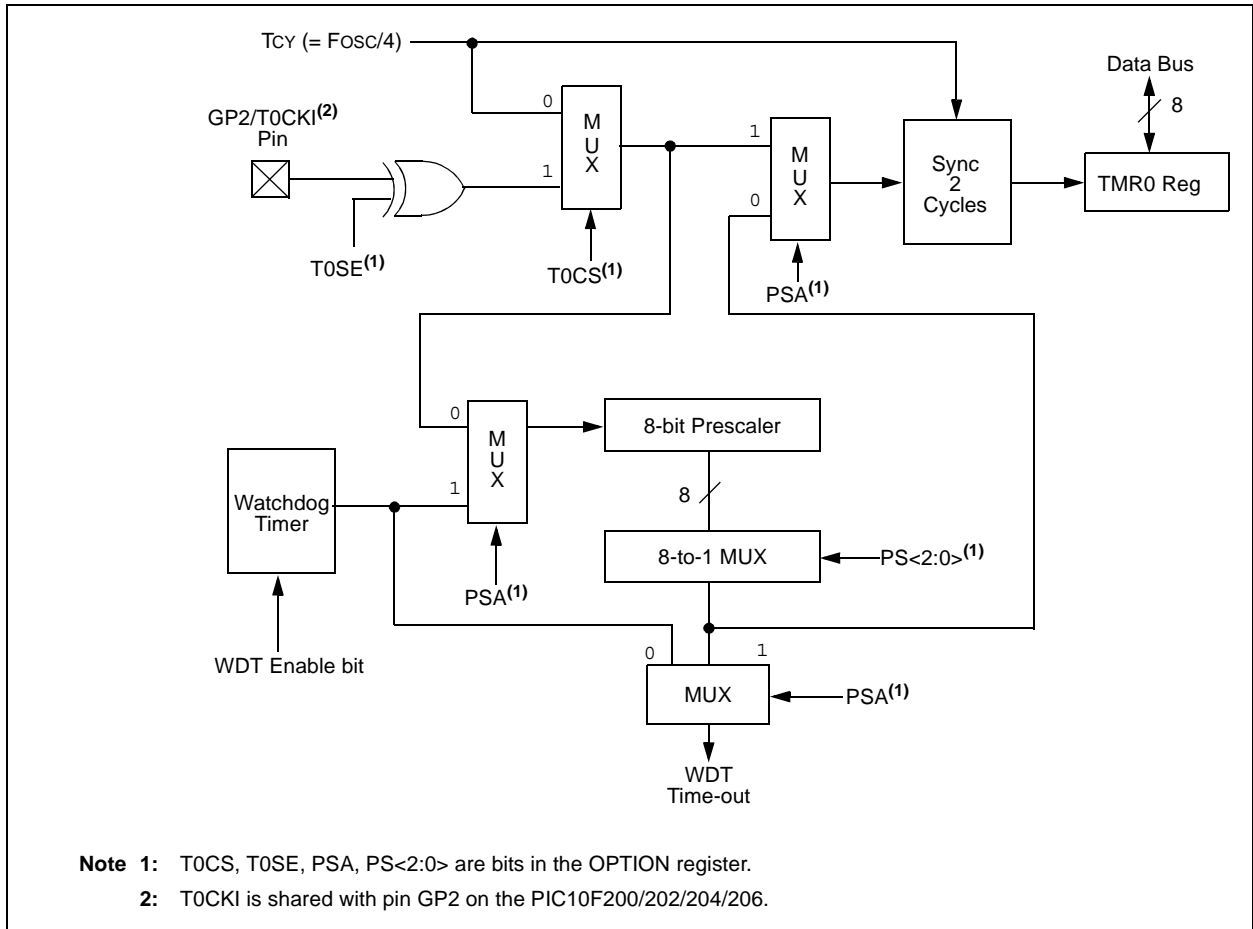 TCY (= FOSC/4)
Data Bus
8
GP2/T0CKI(2)
Pin
0
1
M
U
X
1
0
M
U
X
Sync
2
Cycles
TMR0 Reg
T0SE(1)
T0CS(1)
PSA(1)
0
1
M
U
X
8-bit Prescaler
Watchdog
Timer
8
8-to-1 MUX
PS<2:0>(1)
PSA(1)
WDT Enable bit
0
1
MUX
PSA(1)
WDT
Time-out
Note 1: T0CS, T0SE, PSA, PS<2:0> are bits in the OPTION register.
2: T0CKI is shared with pin GP2 on the PIC10F200/202/204/206.